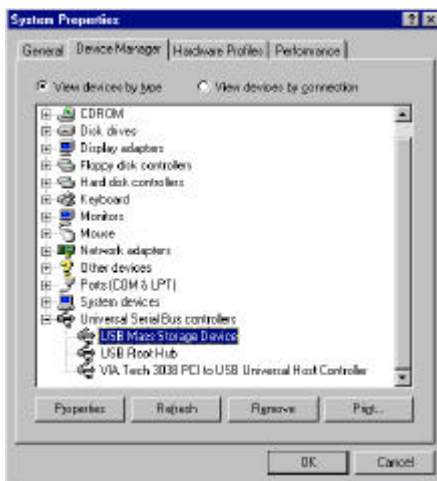 System Properties
General Device Manager Hardware Profiles Performance
View devices by type View devices by connection
CDROM
Disk drives
Display adapters
Floppy disk controllers
Hard disk controllers
Keyboard
Monitors
Mouse
Network adapters
Other devices
Ports (COM & LPT)
System devices
Universal Serial Bus controllers
USB Mass Storage Device
USB Root Hub
VIA Tech 3038 PCI to USB Universal Host Controller
Properties Refresh Remove Print...
OK Cancel